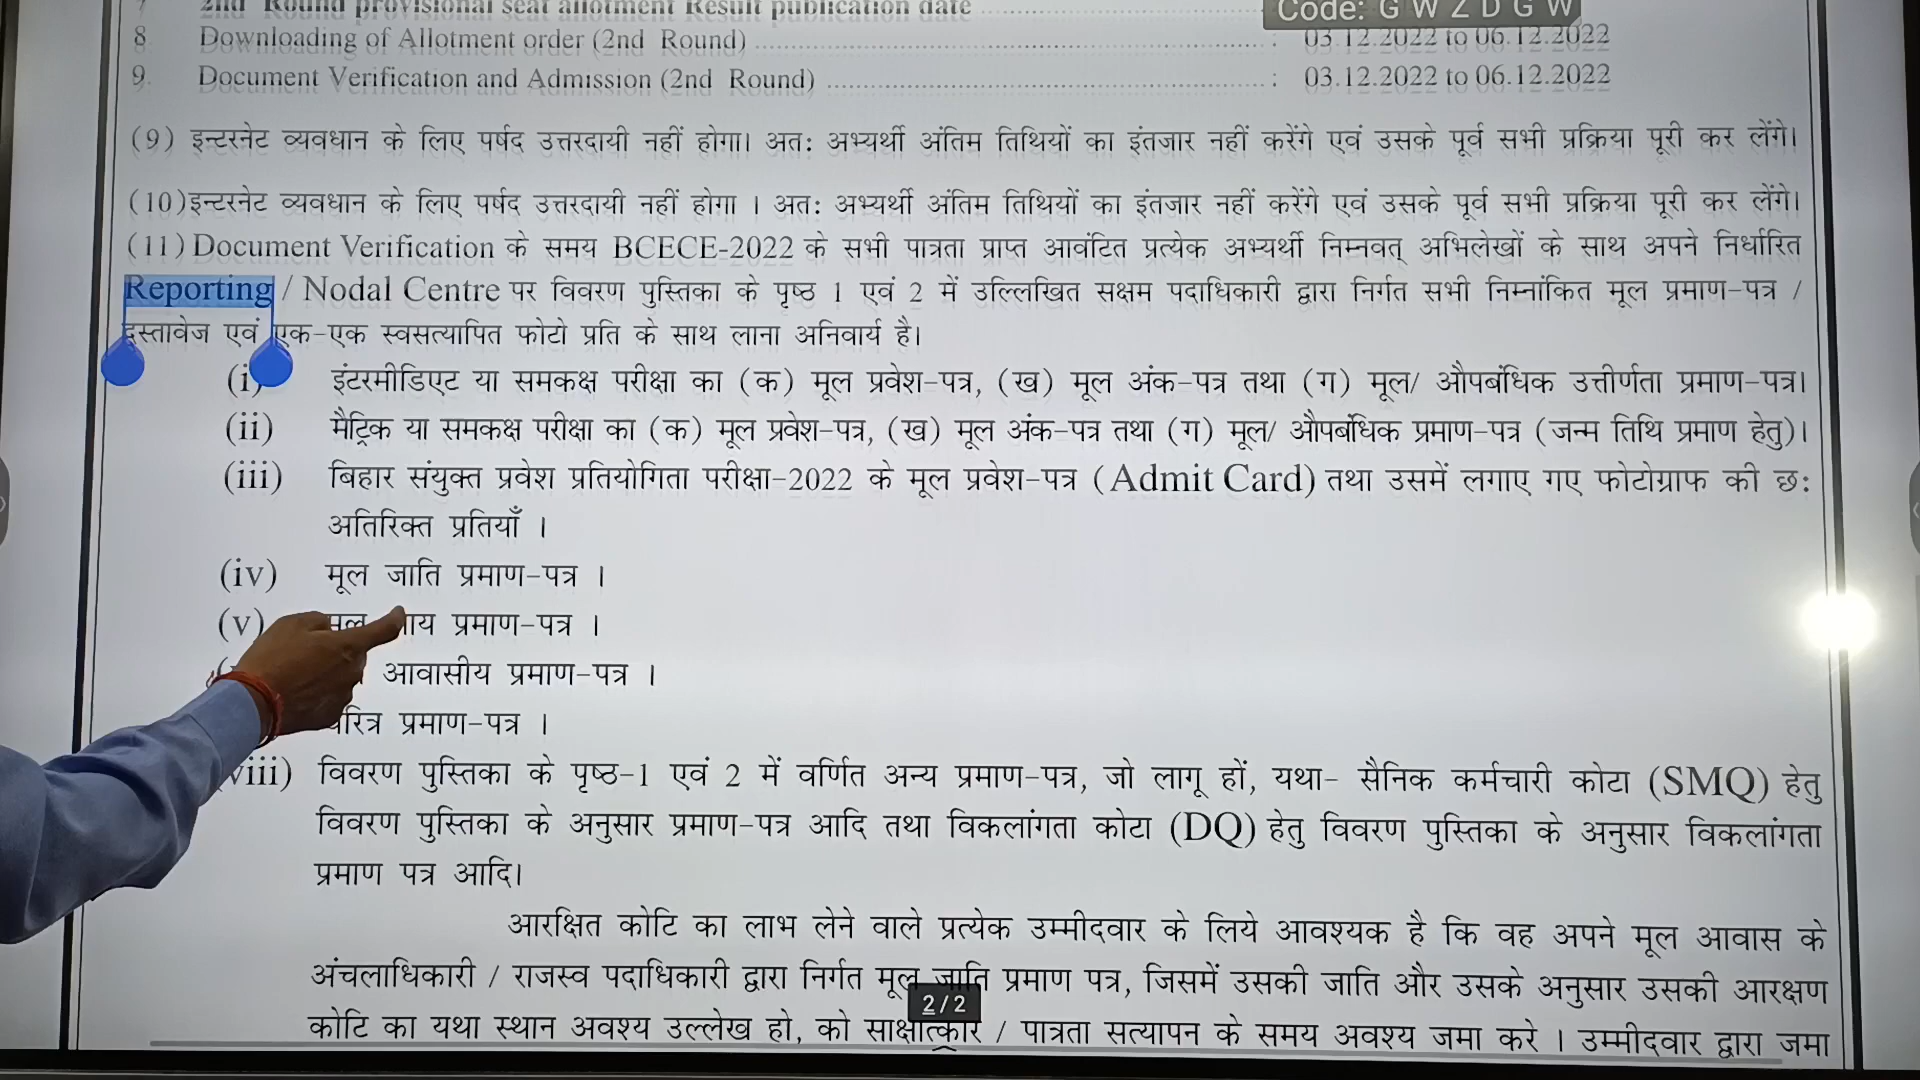 2nd Round provisional seat allotment Result publication date
Code: G W Z D G W
8 Downloading of Allotment order (2nd Round) : 03.12.2022 to 06.12.2022
9. Document Verification and Admission (2nd Round) : 03.12.2022 to 06.12.2022
(9) इन्टरनेट व्यवधान के लिए पर्षद उत्तरदायी नहीं होगा। अतः अभ्यर्थी अंतिम तिथियों का इंतजार नहीं करेंगे एवं उसके पूर्व सभी प्रक्रिया पूरी कर लेंगे।
(10)इन्टरनेट व्यवधान के लिए पर्षद उत्तरदायी नहीं होगा । अतः अभ्यर्थी अंतिम तिथियों का इंतजार नहीं करेंगे एवं उसके पूर्व सभी प्रक्रिया पूरी कर लेंगे।
(11) Document Verification के समय BCECE-2022 के सभी पात्रता प्राप्त आवंटित प्रत्येक अभ्यर्थी निम्नवत् अभिलेखों के साथ अपने निर्धारित
Reporting / Nodal Centre पर विवरण पुस्तिका के पृष्ठ 1 एवं 2 में उल्लिखित सक्षम पदाधिकारी द्वारा निर्गत सभी निम्नांकित मूल प्रमाण-पत्र /
दस्तावेज एवं एक-एक स्वसत्यापित फोटो प्रति के साथ लाना अनिवार्य है।
(i) इंटरमीडिएट या समकक्ष परीक्षा का (क) मूल प्रवेश-पत्र, (ख) मूल अंक-पत्र तथा (ग) मूल/ औपबंधिक उत्तीर्णता प्रमाण-पत्र।
(ii) मैट्रिक या समकक्ष परीक्षा का (क) मूल प्रवेश-पत्र, (ख) मूल अंक-पत्र तथा (ग) मूल/ औपबंधिक प्रमाण-पत्र (जन्म तिथि प्रमाण हेतु)।
(iii) बिहार संयुक्त प्रवेश प्रतियोगिता परीक्षा-2022 के मूल प्रवेश-पत्र (Admit Card) तथा उसमें लगाए गए फोटोग्राफ की छः
अतिरिक्त प्रतियाँ ।
(iv) मूल जाति प्रमाण-पत्र ।
(v) मूल आय प्रमाण-पत्र ।
आवासीय प्रमाण-पत्र ।
चरित्र प्रमाण-पत्र ।
viii) विवरण पुस्तिका के पृष्ठ-1 एवं 2 में वर्णित अन्य प्रमाण-पत्र, जो लागू हों, यथा- सैनिक कर्मचारी कोटा (SMQ) हेतु
विवरण पुस्तिका के अनुसार प्रमाण-पत्र आदि तथा विकलांगता कोटा (DQ) हेतु विवरण पुस्तिका के अनुसार विकलांगता
प्रमाण पत्र आदि।
आरक्षित कोटि का लाभ लेने वाले प्रत्येक उम्मीदवार के लिये आवश्यक है कि वह अपने मूल आवास के
अंचलाधिकारी / राजस्व पदाधिकारी द्वारा निर्गत मूल जाति प्रमाण पत्र, जिसमें उसकी जाति और उसके अनुसार उसकी आरक्षण
2/2
कोटि का यथा स्थान अवश्य उल्लेख हो, को साक्षात्कार / पात्रता सत्यापन के समय अवश्य जमा करे । उम्मीदवार द्वारा जमा